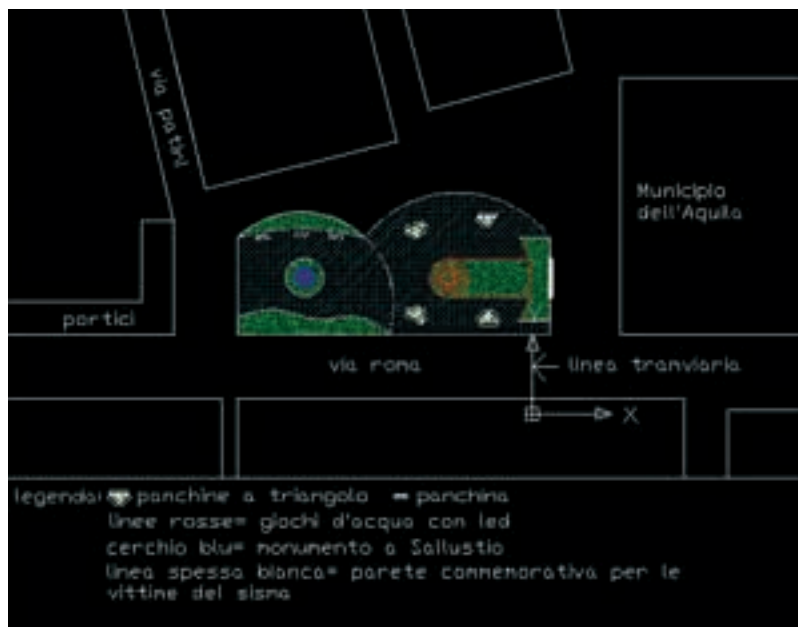 via patini
Municipio
dell'Aquila
portici
via roma
linea tranviaria
X
legenda: panchine a triangolo panchina
linee rosse= giochi d'acqua con led
cerchio blu= monumento a Sallustio
linea spessa bianca= parete commemorativa per le
vittime del sisma